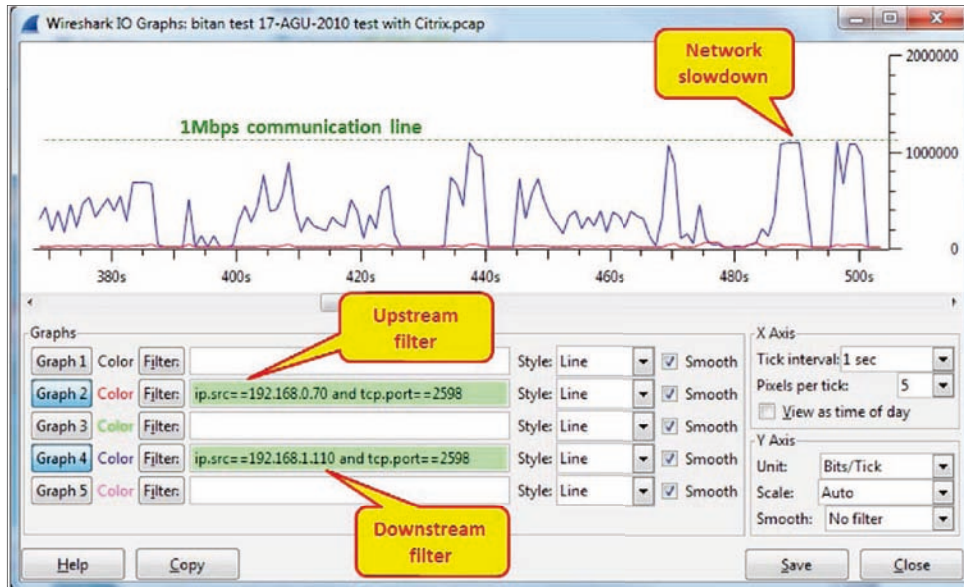 Wireshark IO Graphs: bitan test 17-AGU-2010 test with Citrix.pcap
Network
slowdown
2000000
1Mbps communication line
1000000
0
380s 400s 420s 440s 460s 480s 500s
Upstream
filter
Graphs
Graph 1 Color Filter: Style: Line Smooth
Graph 2 Color Filter: ip.src==192.168.0.70 and tcp.port==2598 Style: Line Smooth
Graph 3 Color Filter: Style: Line Smooth
Graph 4 Color Filter: ip.src==192.168.1.110 and tcp.port==2598 Style: Line Smooth
Graph 5 Color Filter: Style: Line Smooth
Downstream
filter
X Axis
Tick interval: 1 sec
Pixels per tick: 5
View as time of day
Y Axis
Unit: Bits/Tick
Scale: Auto
Smooth: No filter
Help Copy Save Close